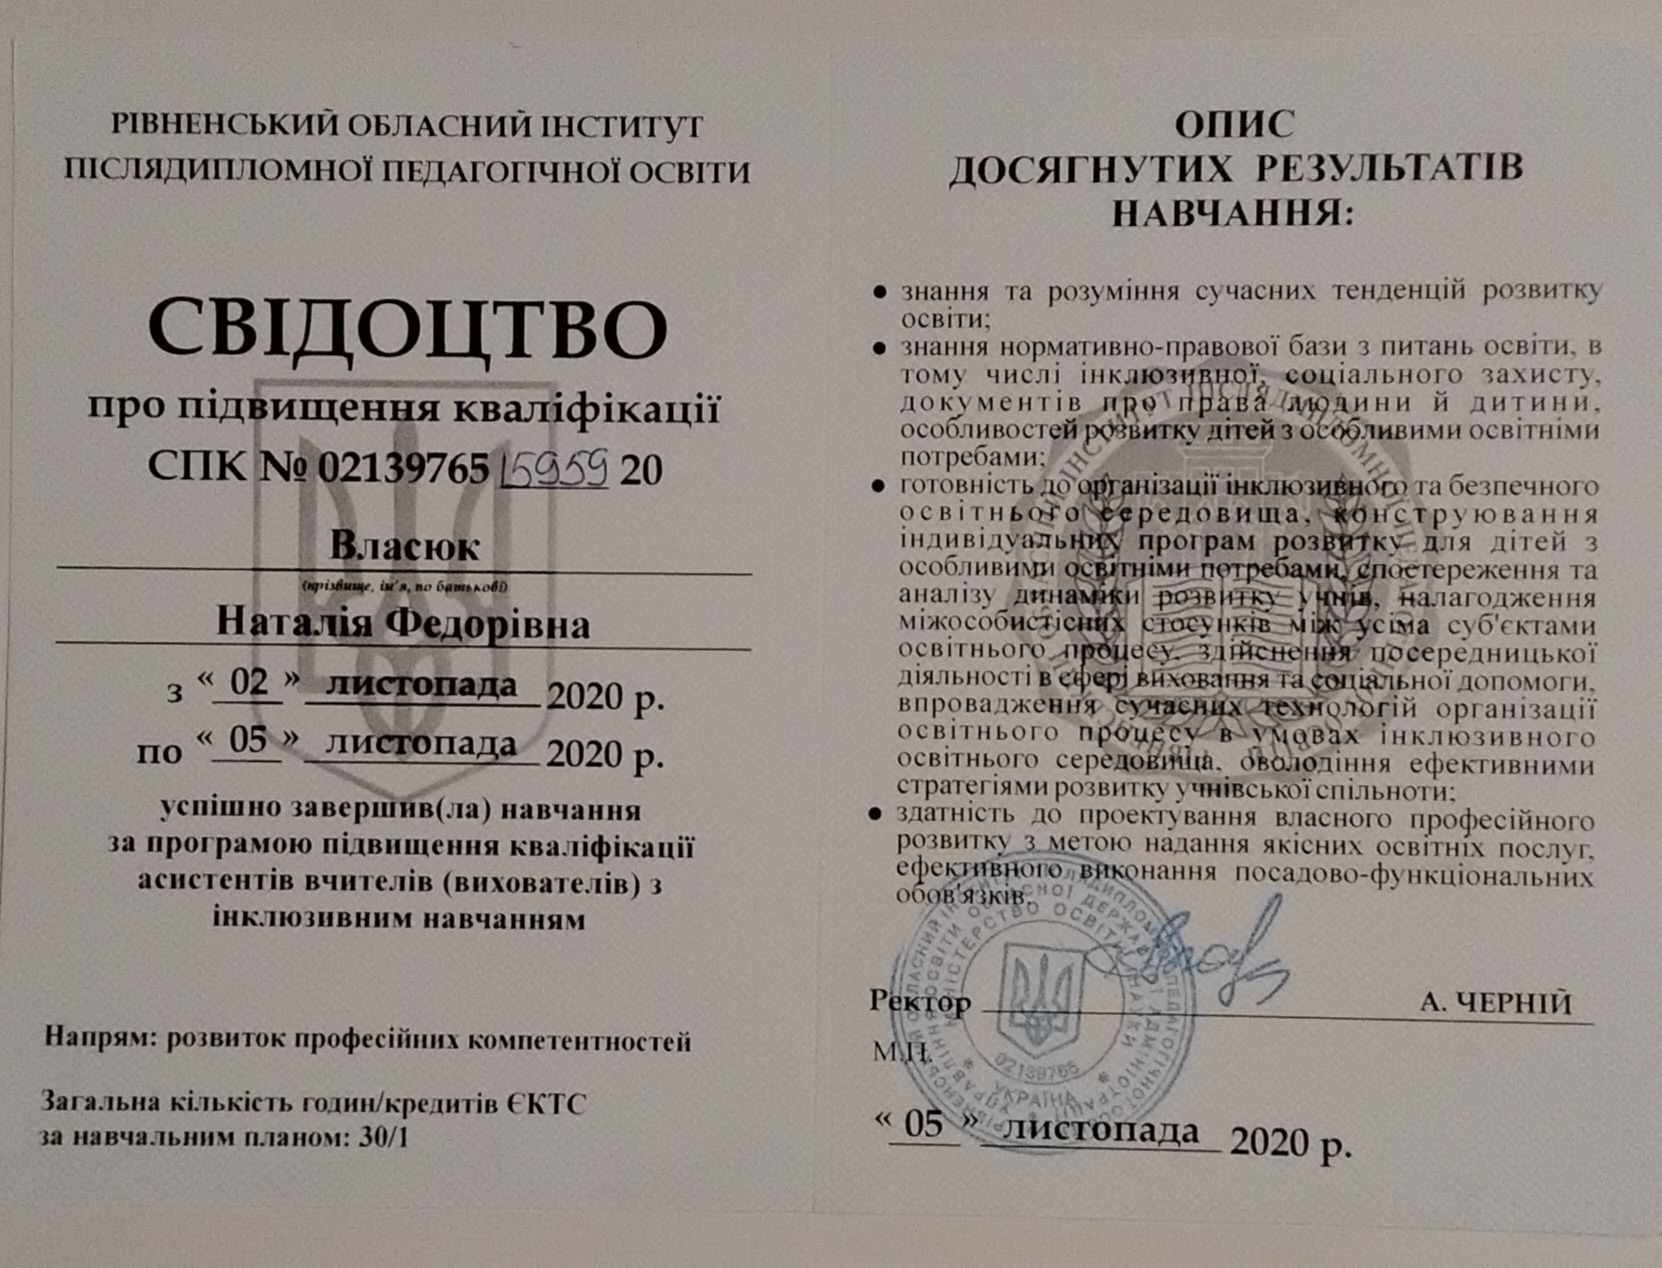 РІВНЕНСЬКИЙ ОБЛАСНИЙ ІНСТИТУТ
ПІСЛЯДИПЛОМНОЇ ПЕДАГОГІЧНОЇ ОСВІТИ
СВІДОЦТВО
про підвищення кваліфікації
СПК № 02139765 15959 20
Власюк
(прізвище, ім'я, по батькові)
Наталія Федорівна
з « 02 » листопада 2020 р.
по « 05 » листопада 2020 р.
успішно завершив(ла) навчання
за програмою підвищення кваліфікації
асистентів вчителів (вихователів) з
інклюзивним навчанням
Напрям: розвиток професійних компетентностей
Загальна кількість годин/кредитів ЄКТС
за навчальним планом: 30/1
ОПИС
ДОСЯГНУТИХ РЕЗУЛЬТАТІВ
НАВЧАННЯ:
● знання та розуміння сучасних тенденцій розвитку
освіти;
● знання нормативно-правової бази з питань освіти, в
тому числі інклюзивної, соціального захисту,
документів про права людини й дитини,
особливостей розвитку дітей з особливими освітніми
потребами;
● готовність до організації інклюзивного та безпечного
освітнього середовища, конструювання
індивідуальних програм розвитку для дітей з
особливими освітніми потребами, спостереження та
аналізу динаміки розвитку учнів, налагодження
міжособистісних стосунків між усіма суб'єктами
освітнього процесу, здійснення посередницької
діяльності в сфері виховання та соціальної допомоги,
впровадження сучасних технологій організації
освітнього процесу в умовах інклюзивного
освітнього середовища, оволодіння ефективними
стратегіями розвитку учнівської спільноти;
● здатність до проектування власного професійного
розвитку з метою надання якісних освітніх послуг,
ефективного виконання посадово-функціональних
обов'язків.
Ректор А. ЧЕРНІЙ
М.П.
02139765
УКРАЇНА
« 05 » листопада 2020 р.